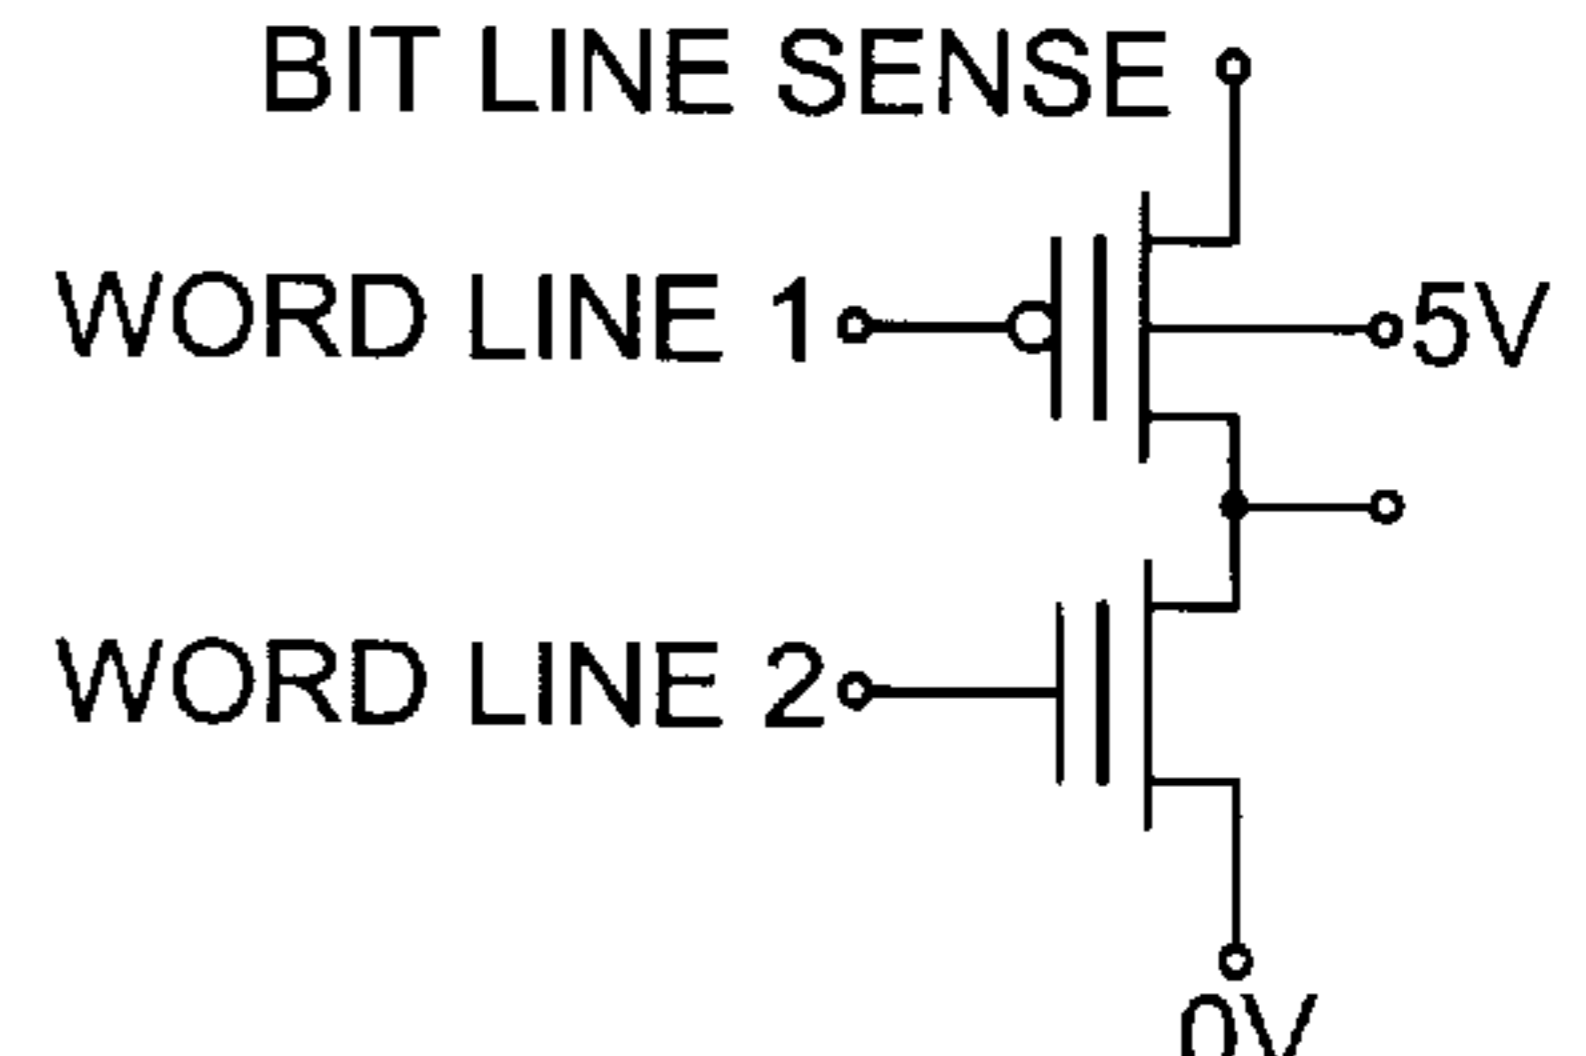 BIT LINE SENSE
WORD LINE 1
5V
WORD LINE 2
0V